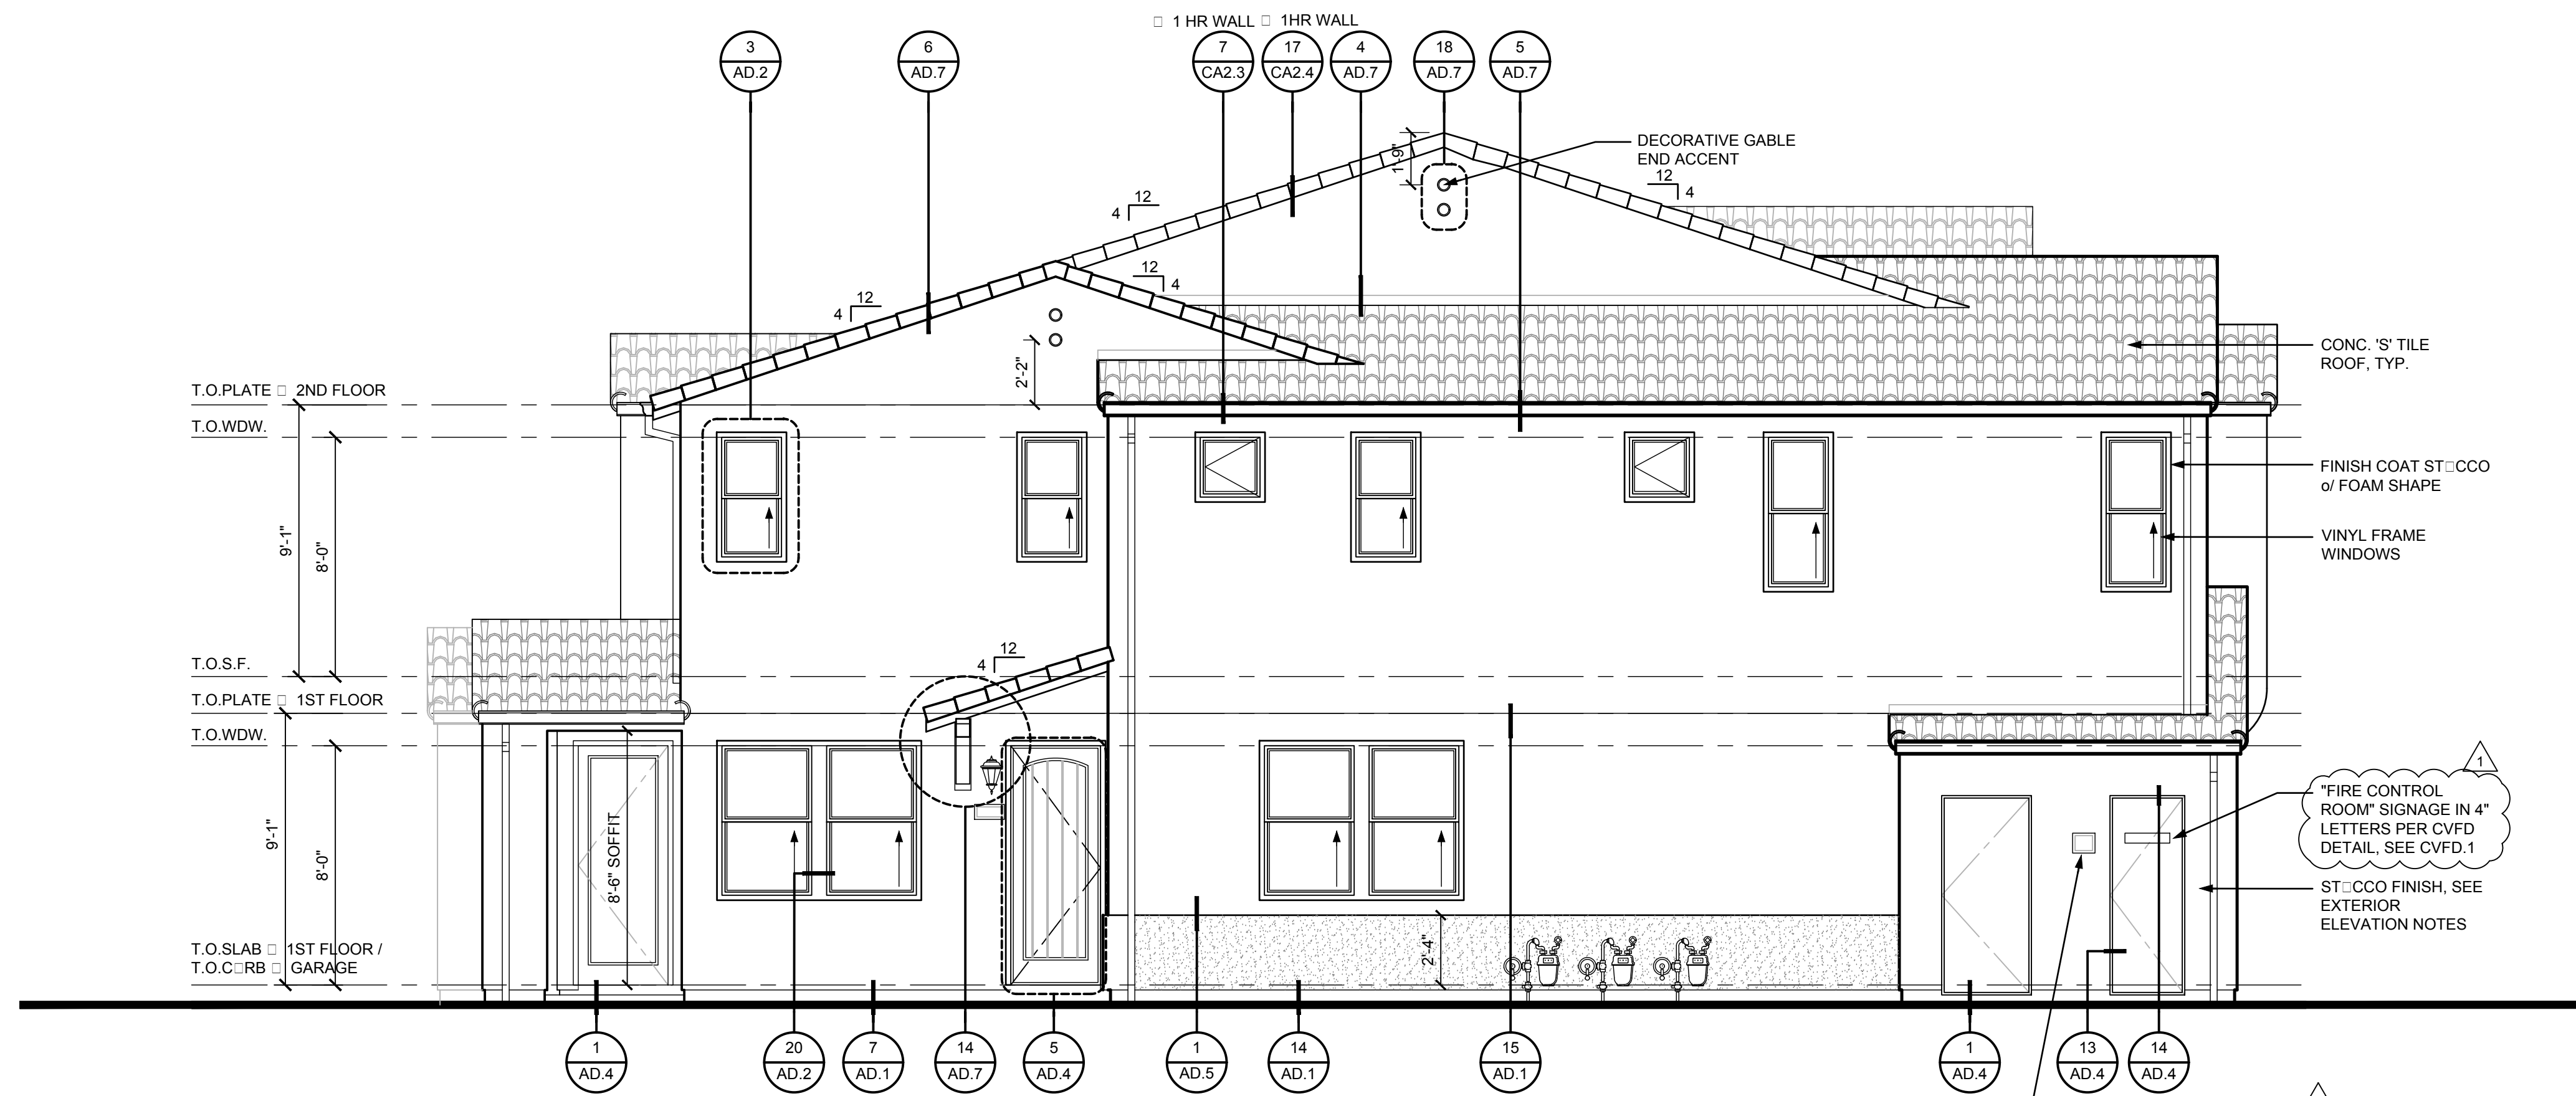 □ 1 HR WALL □ 1HR WALL
3
AD.2
6
AD.7
7
CA2.3
17
CA2.4
4
AD.7
18
AD.7
5
AD.7
DECORATIVE GABLE
END ACCENT
1'-9"
12
4
12
4
12
4
12
4
2'-2"
CONC. 'S' TILE
ROOF, TYP.
T.O.PLATE □ 2ND FLOOR
T.O.WDW.
FINISH COAT ST□CCO
o/ FOAM SHAPE
VINYL FRAME
WINDOWS
9'-1"
8'-0"
12
4
T.O.S.F.
T.O.PLATE □ 1ST FLOOR
T.O.WDW.
1
"FIRE CONTROL
ROOM" SIGNAGE IN 4"
LETTERS PER CVFD
DETAIL, SEE CVFD.1
9'-1"
8'-0"
8'-6" SOFFIT
ST□CCO FINISH, SEE
EXTERIOR
ELEVATION NOTES
2'-4"
T.O.SLAB □ 1ST FLOOR /
T.O.C□RB □ GARAGE
1
AD.4
20
AD.2
7
AD.1
14
AD.7
5
AD.4
1
AD.5
14
AD.1
15
AD.1
1
AD.4
13
AD.4
14
AD.4